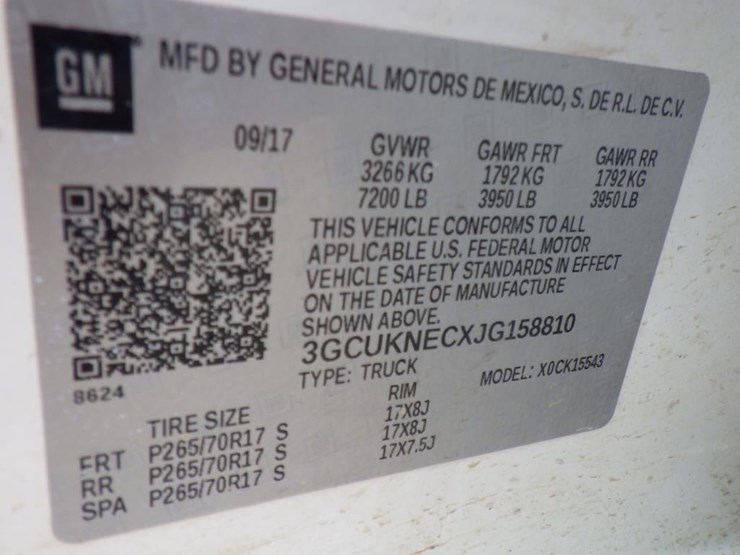 GM
MFD BY GENERAL MOTORS DE MEXICO, S. DE R.L. DE C.V.
09/17 GVWR GAWR FRT GAWR RR
3266 KG 1792 KG 1792 KG
7200 LB 3950 LB 3950 LB
THIS VEHICLE CONFORMS TO ALL
APPLICABLE U.S. FEDERAL MOTOR
VEHICLE SAFETY STANDARDS IN EFFECT
ON THE DATE OF MANUFACTURE
SHOWN ABOVE.
3GCUKNECXJG158810
8624 TYPE: TRUCK MODEL: X0CK15543
TIRE SIZE RIM
FRT P265/70R17 S 17X8J
RR P265/70R17 S 17X8J
SPA P265/70R17 S 17X7.5J